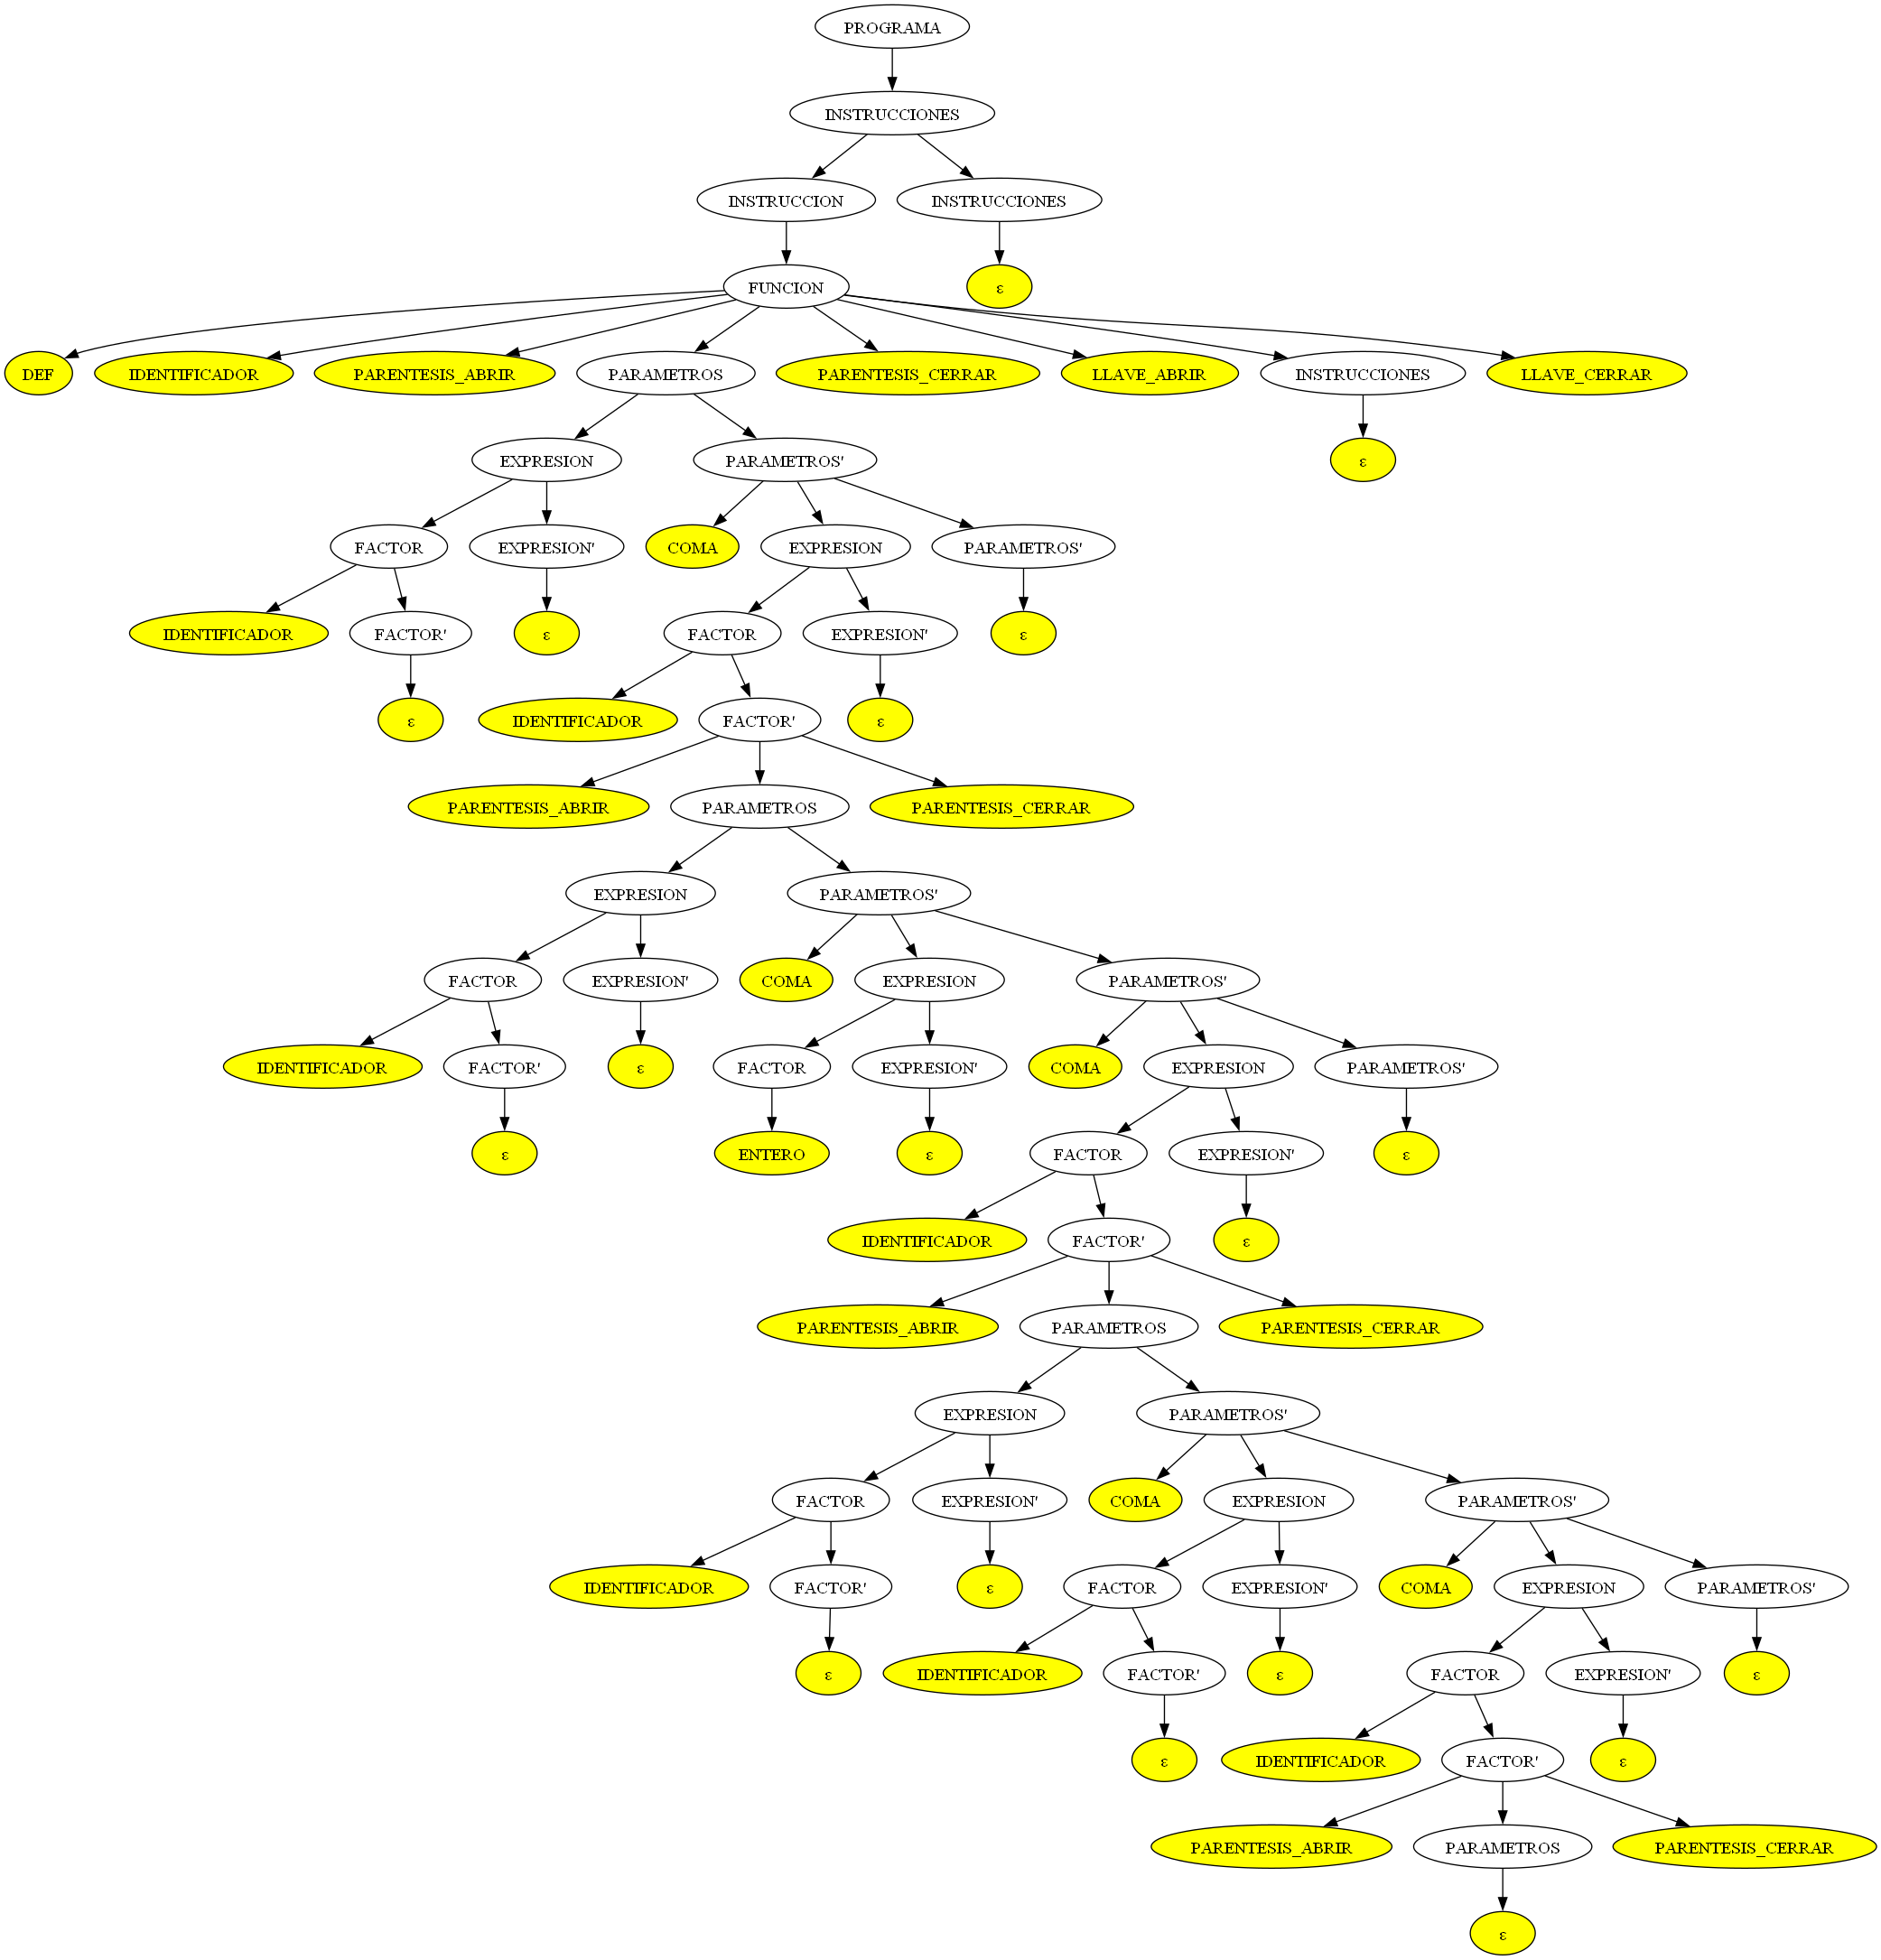 PROGRAMA
INSTRUCCIONES
INSTRUCCION INSTRUCCIONES
FUNCION ε
DEF IDENTIFICADOR PARENTESIS_ABRIR PARAMETROS PARENTESIS_CERRAR LLAVE_ABRIR INSTRUCCIONES LLAVE_CERRAR
EXPRESION PARAMETROS' ε
FACTOR EXPRESION' COMA EXPRESION PARAMETROS'
IDENTIFICADOR FACTOR' ε FACTOR EXPRESION' ε
ε IDENTIFICADOR FACTOR' ε
PARENTESIS_ABRIR PARAMETROS PARENTESIS_CERRAR
EXPRESION PARAMETROS'
FACTOR EXPRESION' COMA EXPRESION PARAMETROS'
IDENTIFICADOR FACTOR' ε FACTOR EXPRESION' COMA EXPRESION PARAMETROS'
ε ENTERO ε FACTOR EXPRESION' ε
IDENTIFICADOR FACTOR' ε
PARENTESIS_ABRIR PARAMETROS PARENTESIS_CERRAR
EXPRESION PARAMETROS'
FACTOR EXPRESION' COMA EXPRESION PARAMETROS'
IDENTIFICADOR FACTOR' ε FACTOR EXPRESION' COMA EXPRESION PARAMETROS'
ε IDENTIFICADOR FACTOR' ε FACTOR EXPRESION' ε
ε IDENTIFICADOR FACTOR' ε
PARENTESIS_ABRIR PARAMETROS PARENTESIS_CERRAR
ε